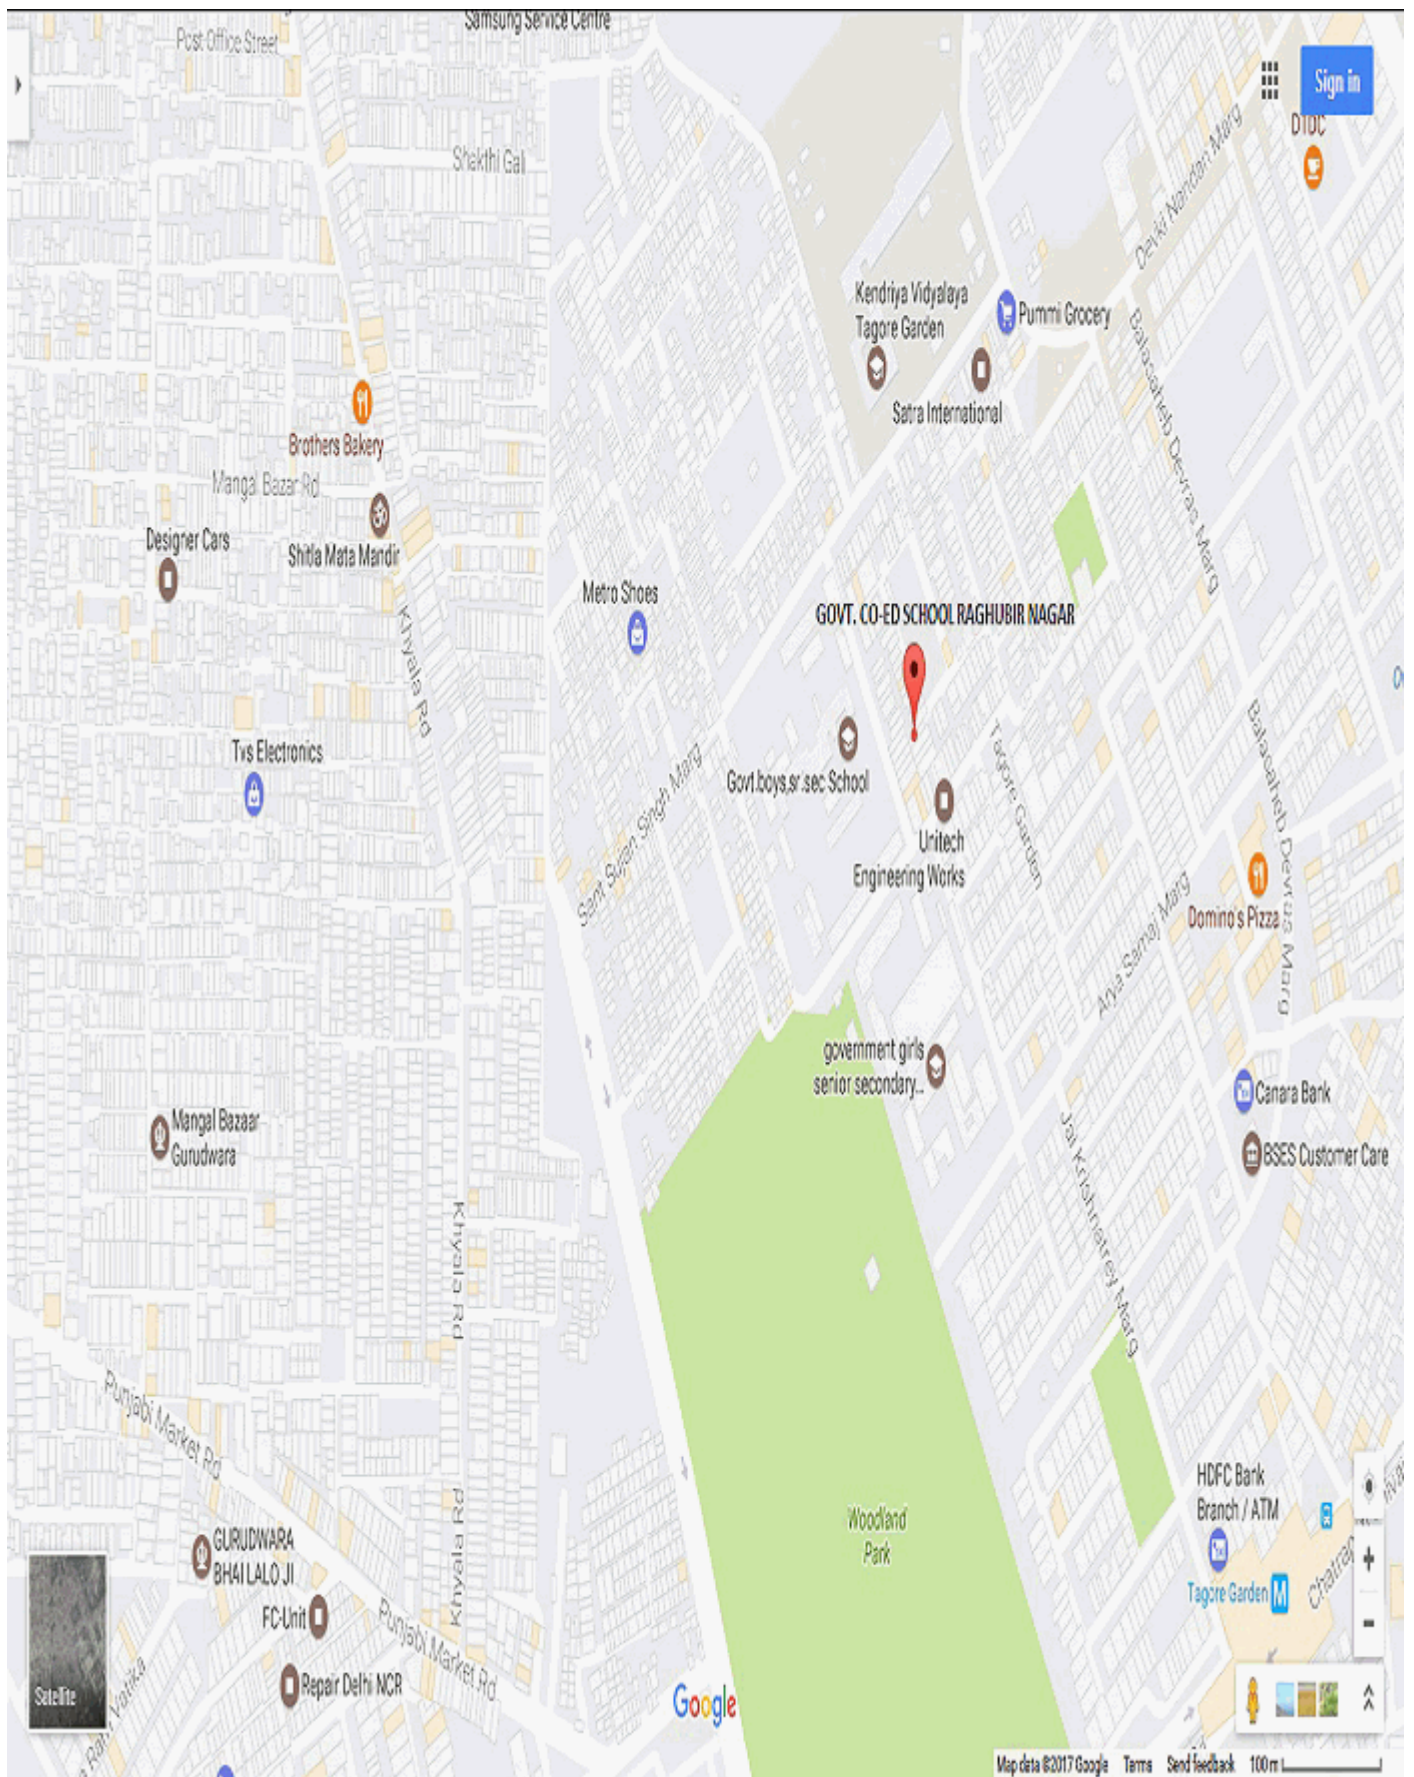 Samsung Service Centre
Post Office Street
Sign in
DTDC
Shakthi Gali
Devki Nandan Marg
Kendriya Vidyalaya
Tagore Garden
Pummi Grocery
Balasaheb Devras Marg
Satra International
Brothers Bakery
Mangal Bazar Rd
Designer Cars
Shitla Mata Mandir
Metro Shoes
GOVT. CO-ED SCHOOL RAGHUBIR NAGAR
Khyala Rd
Tvs Electronics
Sant Sujan Singh Marg
Govt.boys,sr.sec School
Tagore Garden
Balasaheb Devras Marg
Unitech
Engineering Works
Domino's Pizza
Arya Samaj Marg
government girls
senior secondary...
Canara Bank
Mangal Bazaar
Gurudwara
BSES Customer Care
Jai Krishnatrey Marg
Khyala Rd
Punjabi Market Rd
HDFC Bank
Branch / ATM
Khyala Rd
Woodland
Park
GURUDWARA
BHAI LALO JI
Tagore Garden
M
FC-Unit
Punjabi Market Rd
Repair Delhi NCR
Satellite
Google
Map data ©2017 Google Terms Send feedback 100 m